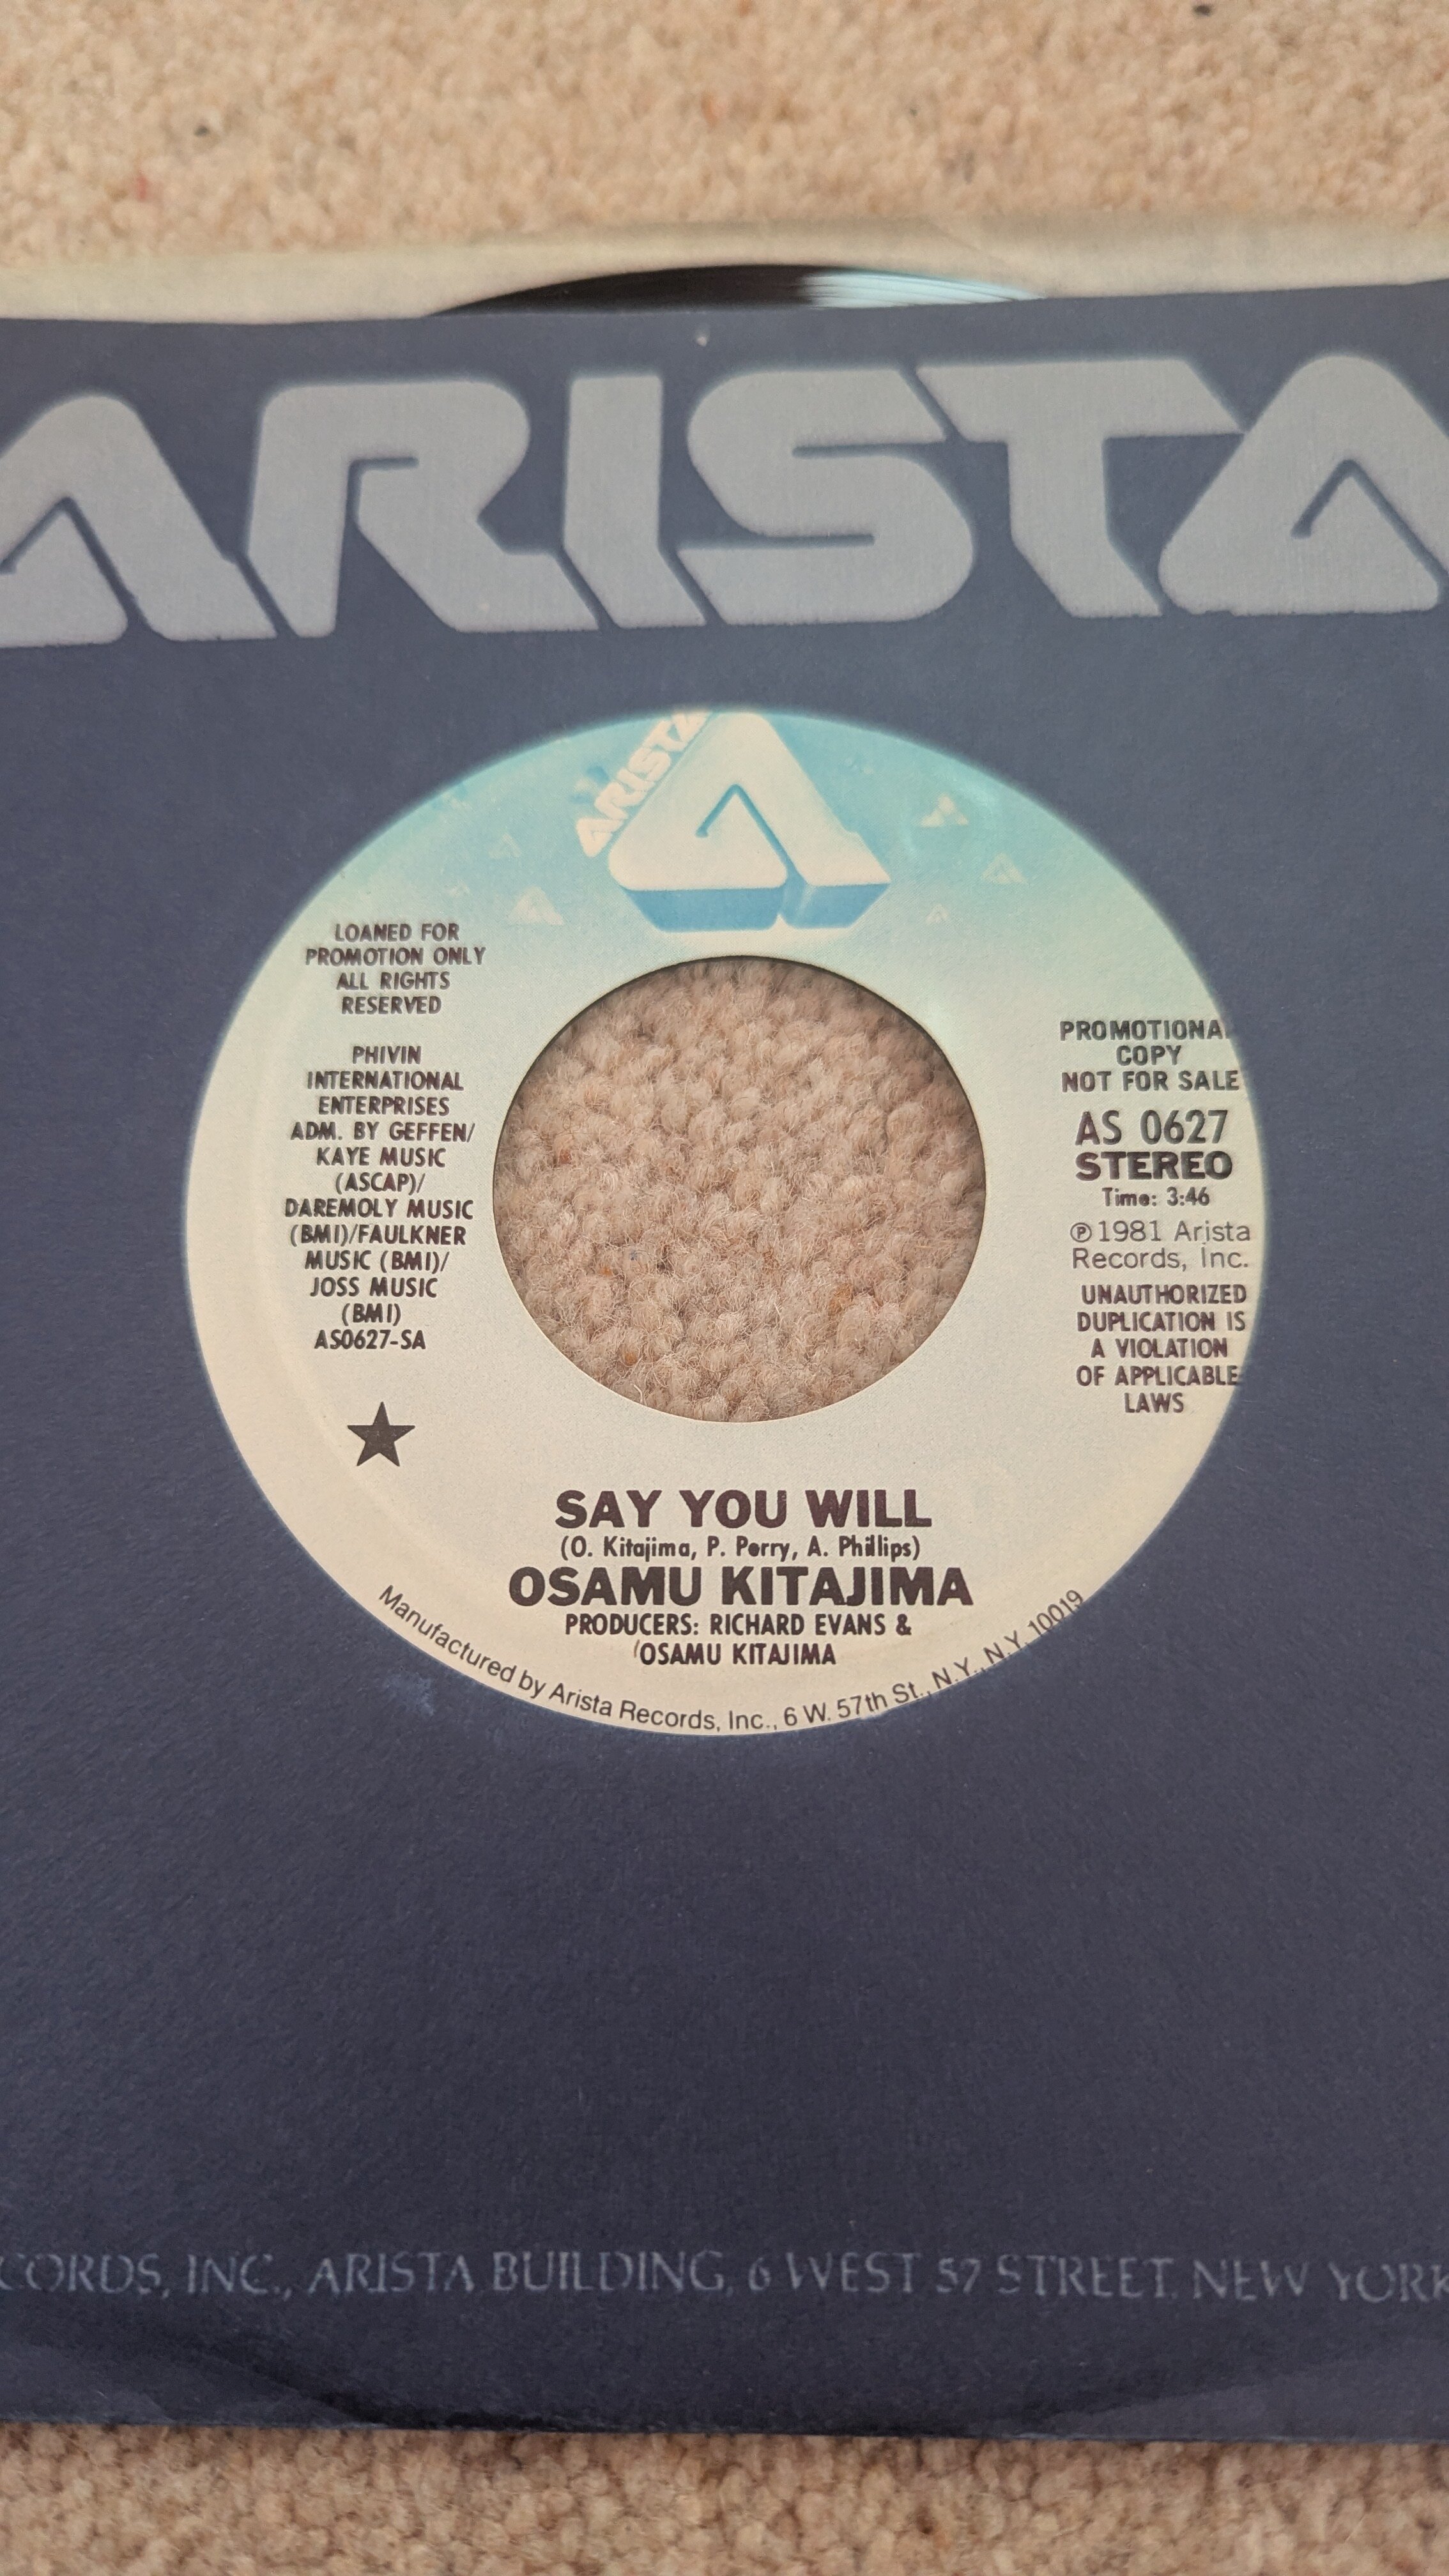 ARISTA
ARISTA
LOANED FOR
PROMOTION ONLY
ALL RIGHTS
RESERVED
PHIVIN
INTERNATIONAL
ENTERPRISES
ADM. BY GEFFEN/
KAYE MUSIC
(ASCAP)/
DAREMOLY MUSIC
(BMI)/FAULKNER
MUSIC (BMI)/
JOSS MUSIC
(BMI)
AS0627-SA
PROMOTIONA
COPY
NOT FOR SALE
AS 0627
STEREO
Time: 3:46
℗ 1981 Arista
Records, Inc.
UNAUTHORIZED
DUPLICATION IS
A VIOLATION
OF APPLICABLE
LAWS
SAY YOU WILL
(O. Kitajima, P. Perry, A. Phillips)
OSAMU KITAJIMA
PRODUCERS: RICHARD EVANS &
OSAMU KITAJIMA
Manufactured by Arista Records, Inc., 6 W. 57th St., N.Y., N.Y. 10019
CORDS, INC., ARISTA BUILDING, 6 WEST 57 STREET, NEW YORK